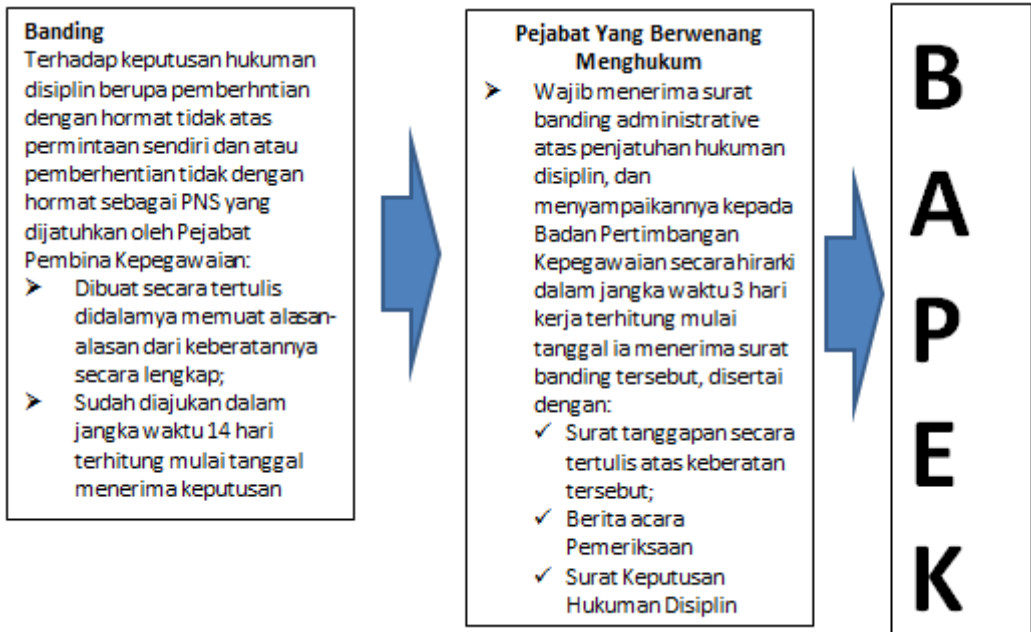 Banding
Terhadap keputusan hukuman
disiplin berupa pemberhntian
dengan hormat tidak atas
permintaan sendiri dan atau
pemberhentian tidak dengan
hormat sebagai PNS yang
dijatuhkan oleh Pejabat
Pembina Kepegawaian:
➤ Dibuat secara tertulis
didalamya memuat alasan-
alasan dari keberatannya
secara lengkap;
➤ Sudah diajukan dalam
jangka waktu 14 hari
terhitung mulai tanggal
menerima keputusan
Pejabat Yang Berwenang
Menghukum
➤ Wajib menerima surat
banding administrative
atas penjatuhan hukuman
disiplin, dan
menyampaikannya kepada
Badan Pertimbangan
Kepegawaian secara hirarki
dalam jangka waktu 3 hari
kerja terhitung mulai
tanggal ia menerima surat
banding tersebut, disertai
dengan:
✓ Surat tanggapan secara
tertulis atas keberatan
tersebut;
✓ Berita acara
Pemeriksaan
✓ Surat Keputusan
Hukuman Disiplin
B
A
P
E
K